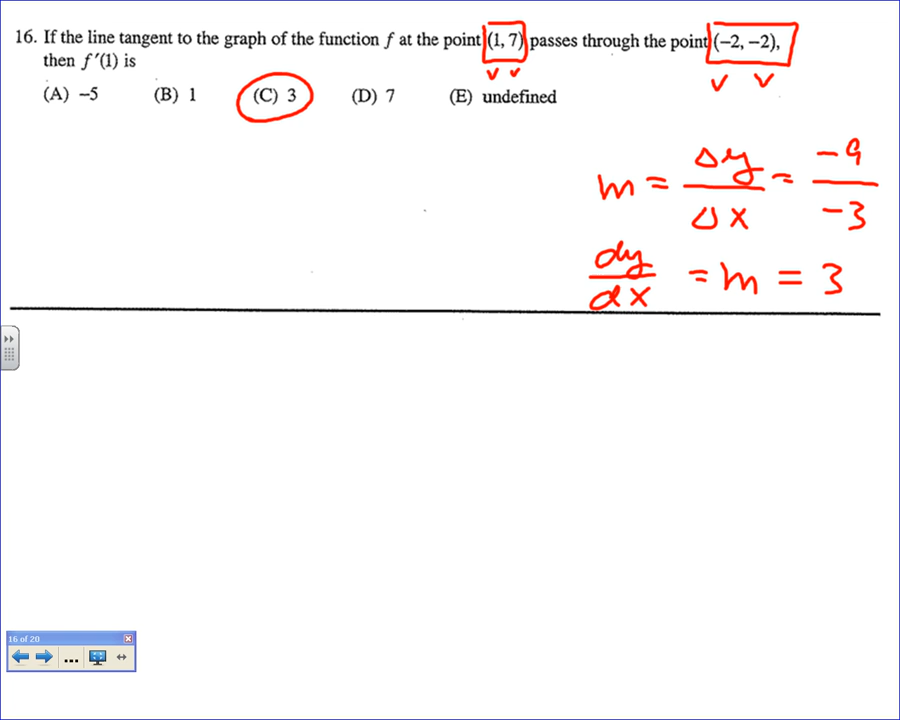 16. If the line tangent to the graph of the function f at the point (1, 7) passes through the point (−2, −2),
then f ′(1) is
(A) −5 (B) 1 (C) 3 (D) 7 (E) undefined
m = Δy/Δx = −9/−3
dy/dx = m = 3
16 of 20
...